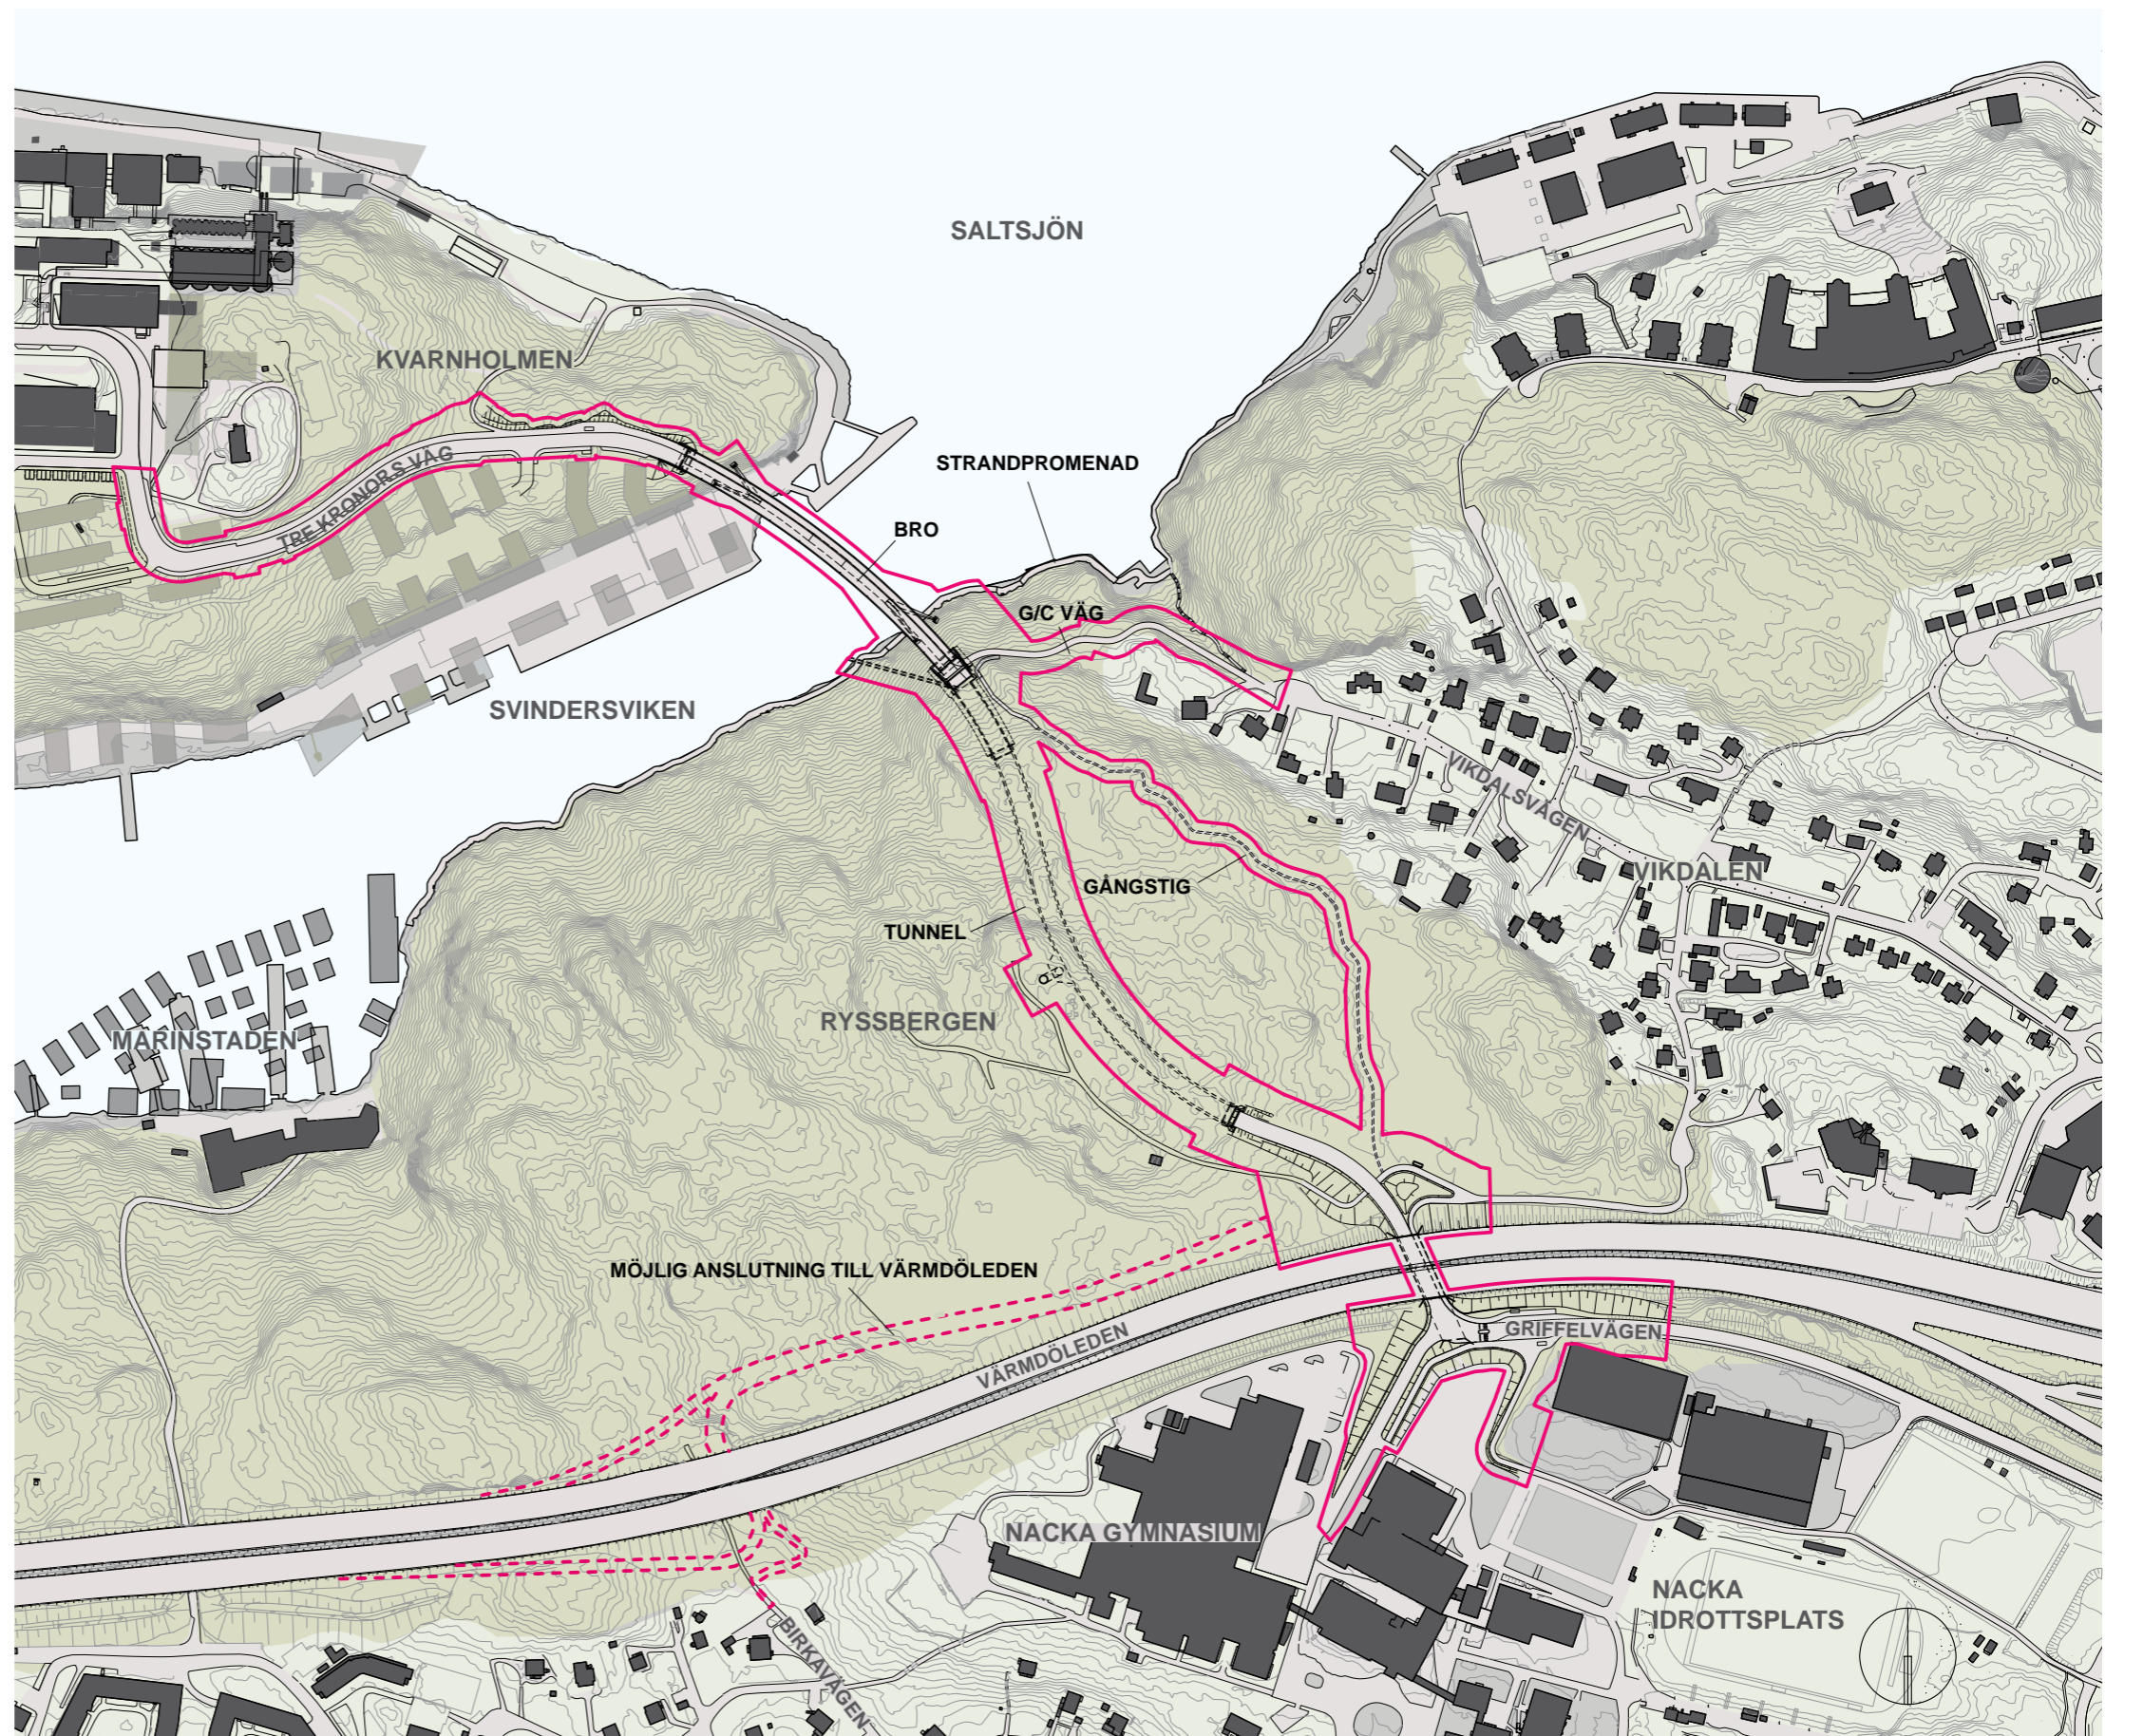 SALTSJÖN
KVARNHOLMEN
STRANDPROMENAD
TRE KRONORS VÄG
BRO
G/C VÄG
SVINDERSVIKEN
VIKDALSVÄGEN
VIKDALEN
GÅNGSTIG
TUNNEL
RYSSBERGEN
MARINSTADEN
MÖJLIG ANSLUTNING TILL VÄRMDÖLEDEN
VÄRMDÖLEDEN
GRIFFELVÄGEN
NACKA GYMNASIUM
NACKA
IDROTTSPLATS
BIRKAVÄGEN